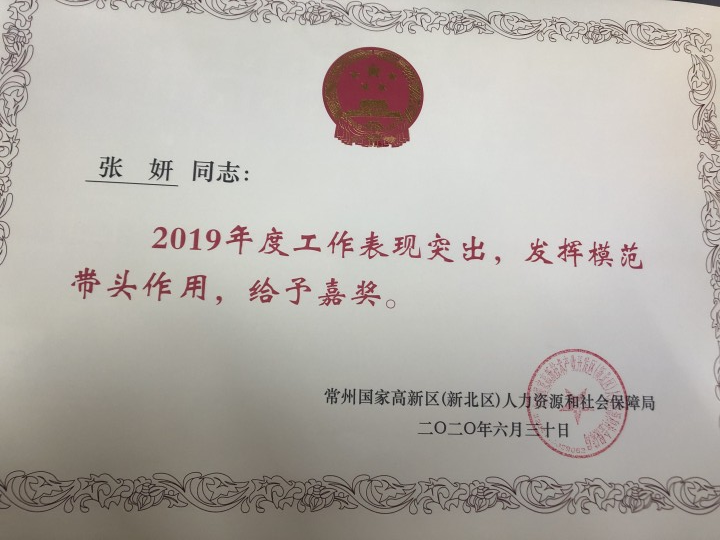 张 妍 同志:
2019年度工作表现突出，发挥模范
带头作用，给予嘉奖。
常州国家高新区(新北区)人力资源和社会保障局
二〇二〇年六月三十日